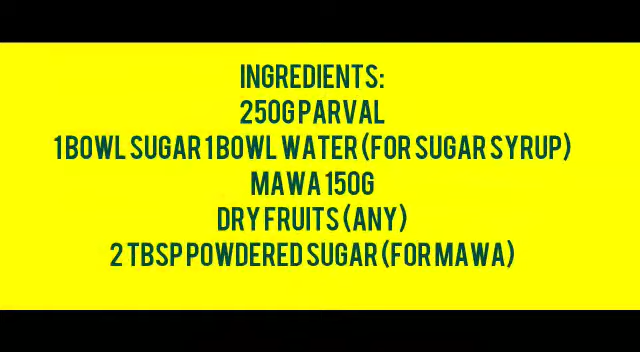 INGREDIENTS:
250G PARVAL
1 BOWL SUGAR 1 BOWL WATER (FOR SUGAR SYRUP)
MAWA 150G
DRY FRUITS (ANY)
2 TBSP POWDERED SUGAR (FOR MAWA)